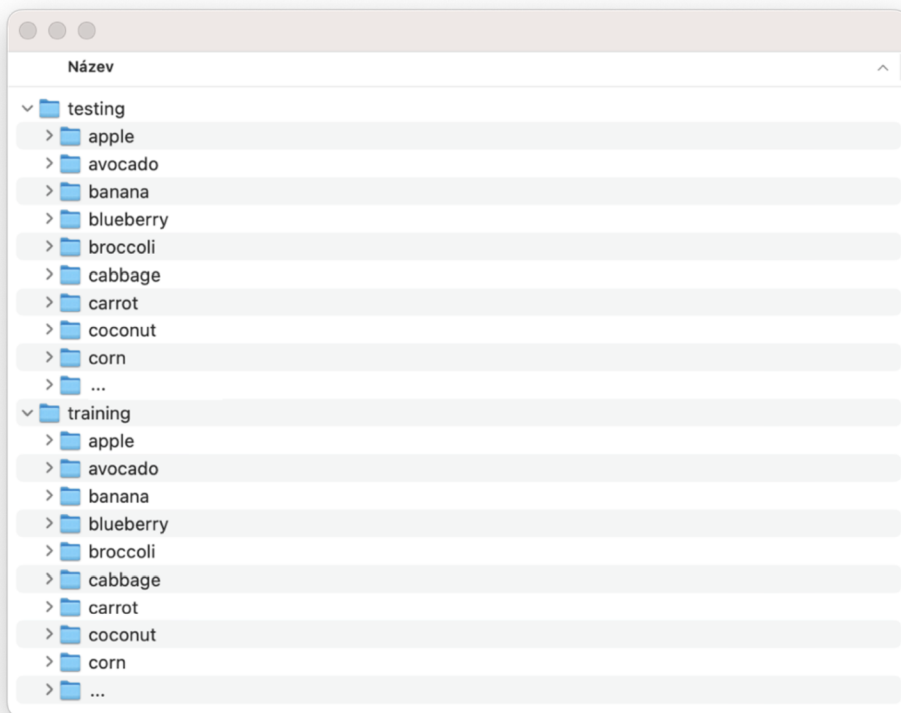 Název
testing
apple
avocado
banana
blueberry
broccoli
cabbage
carrot
coconut
corn
...
training
apple
avocado
banana
blueberry
broccoli
cabbage
carrot
coconut
corn
...